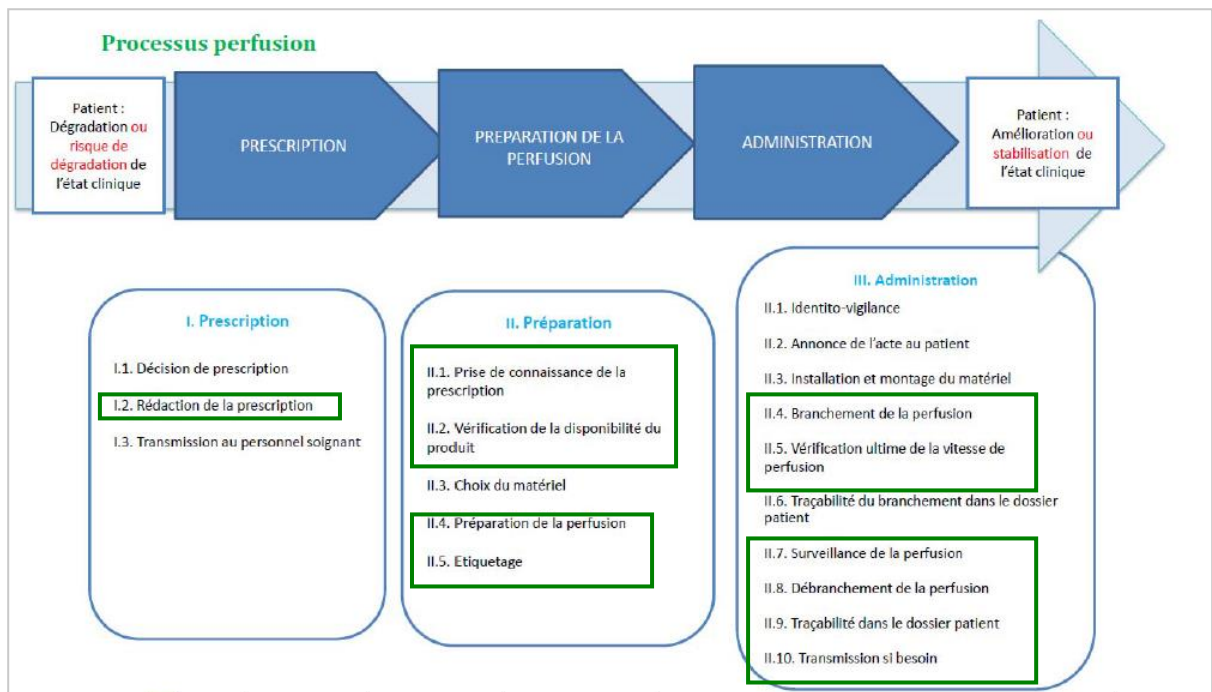 Processus perfusion
Patient :
Dégradation ou
risque de
dégradation de
l'état clinique
PRESCRIPTION
PREPARATION DE LA
PERFUSION
ADMINISTRATION
Patient :
Amélioration ou
stabilisation de
l'état clinique
I. Prescription
I.1. Décision de prescription
I.2. Rédaction de la prescription
I.3. Transmission au personnel soignant
II. Préparation
II.1. Prise de connaissance de la
prescription
II.2. Vérification de la disponibilité du
produit
II.3. Choix du matériel
II.4. Préparation de la perfusion
II.5. Etiquetage
III. Administration
II.1. Identito-vigilance
II.2. Annonce de l'acte au patient
II.3. Installation et montage du matériel
II.4. Branchement de la perfusion
II.5. Vérification ultime de la vitesse de
perfusion
II.6. Traçabilité du branchement dans le dossier
patient
II.7. Surveillance de la perfusion
II.8. Débranchement de la perfusion
II.9. Traçabilité dans le dossier patient
II.10. Transmission si besoin